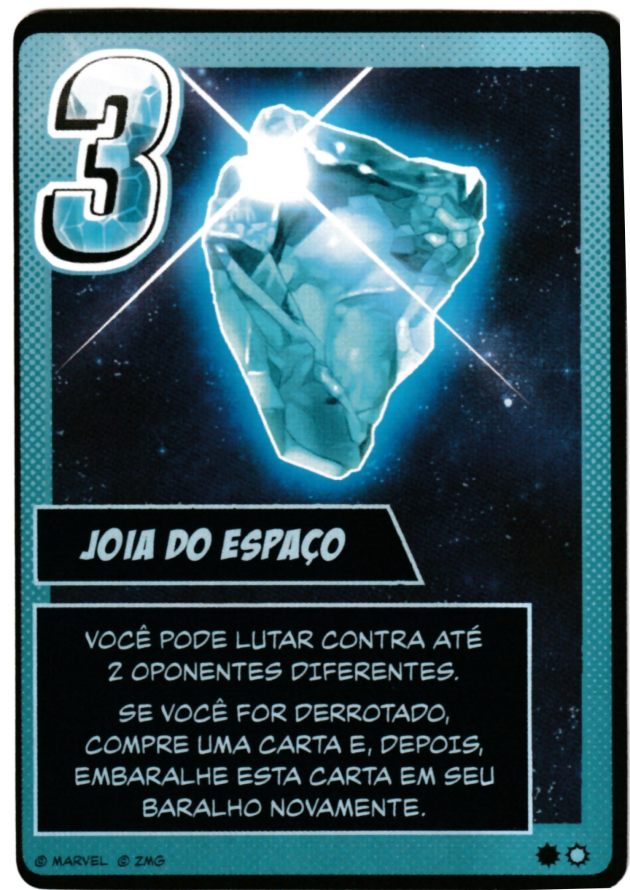 3
JOIA DO ESPAÇO
VOCÊ PODE LUTAR CONTRA ATÉ
2 OPONENTES DIFERENTES.
SE VOCÊ FOR DERROTADO,
COMPRE UMA CARTA E, DEPOIS,
EMBARALHE ESTA CARTA EM SEU
BARALHO NOVAMENTE.
© MARVEL © ZMG